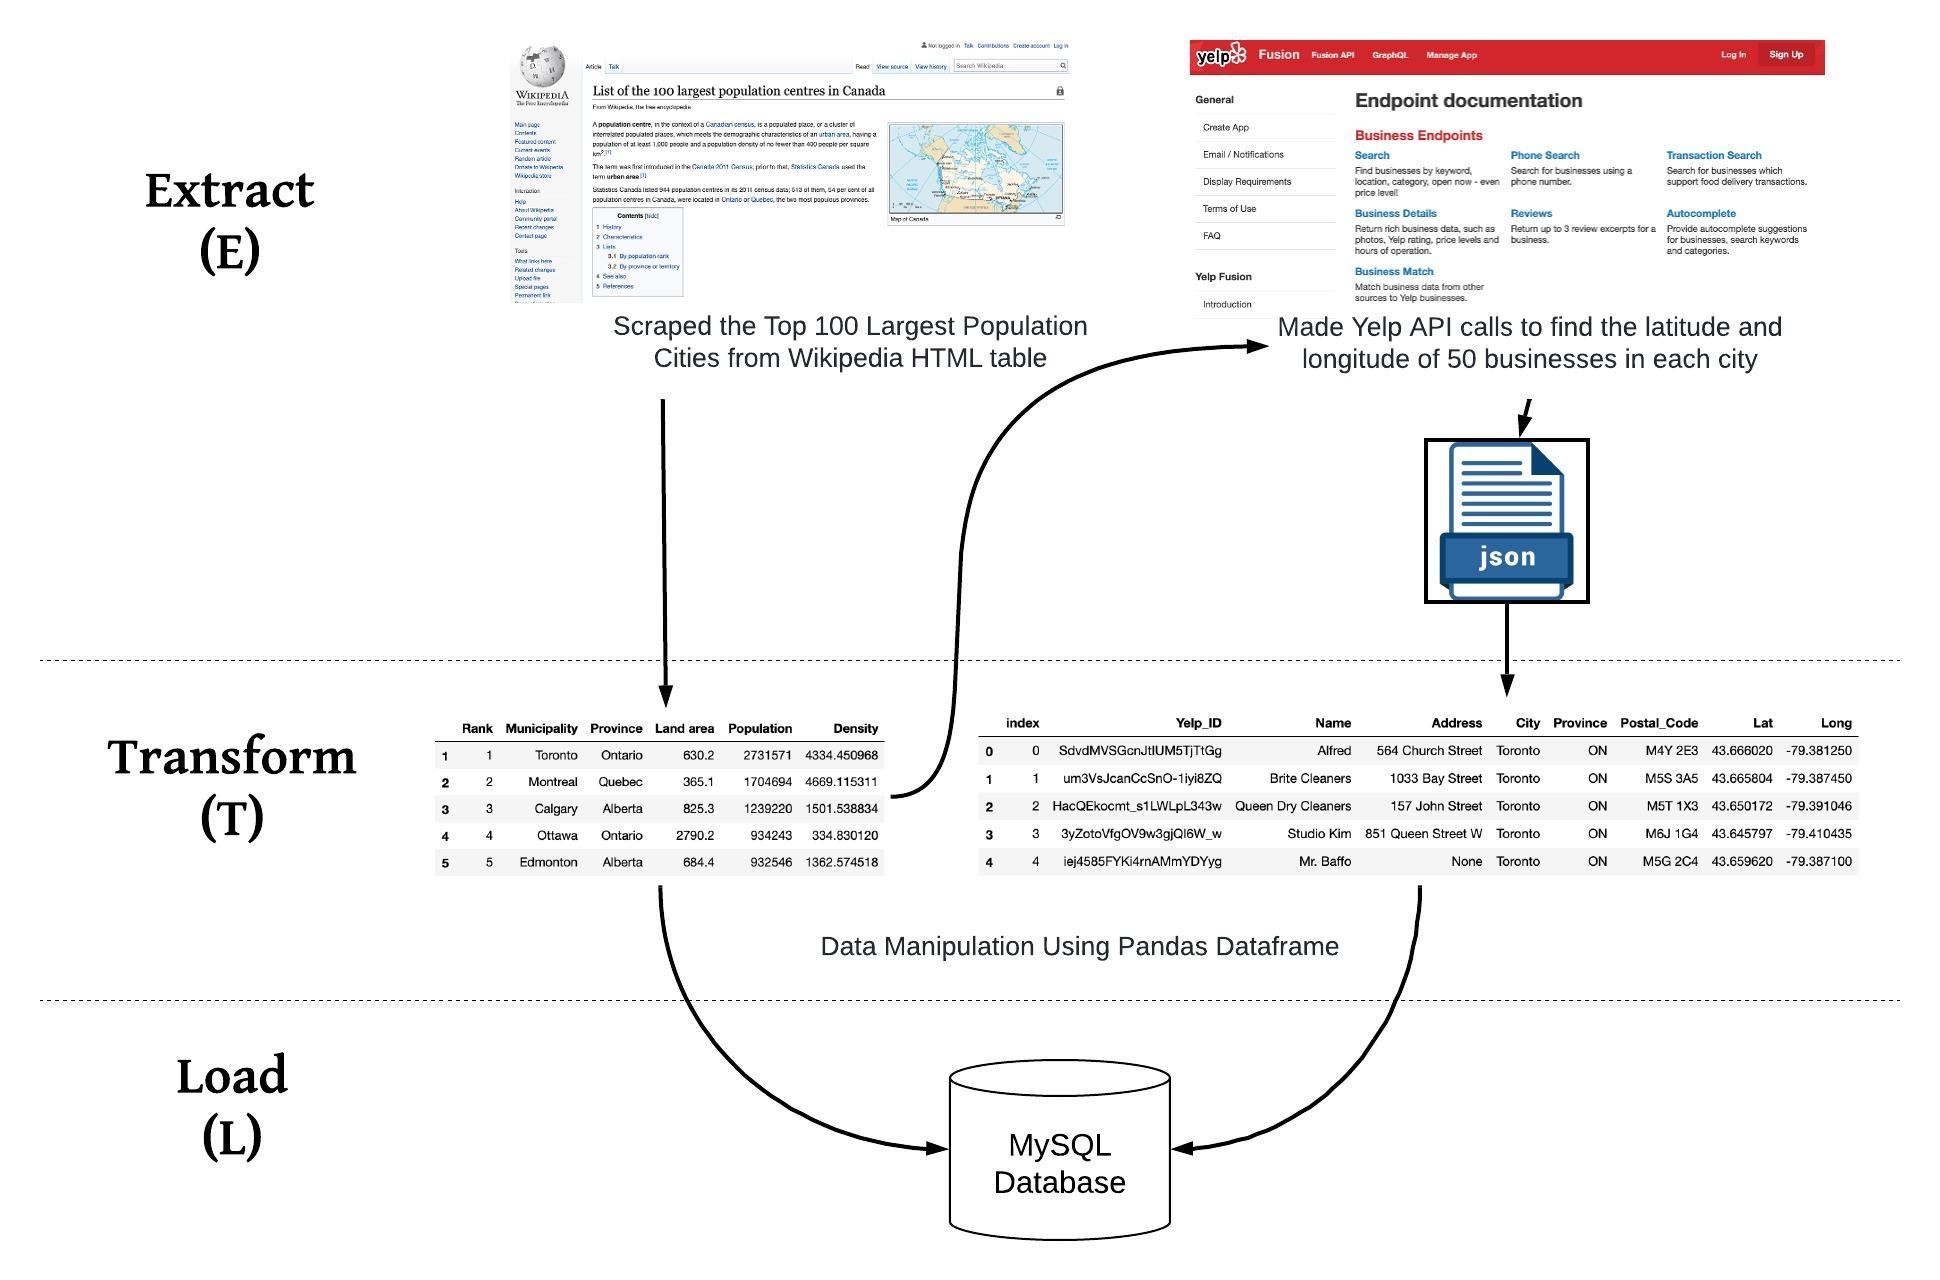 Extract
(E)
WIKIPEDIA
The Free Encyclopedia
Main page
Contents
Featured content
Current events
Random article
Donate to Wikipedia
Wikipedia store
Interaction
Help
About Wikipedia
Community portal
Recent changes
Contact page
Tools
What links here
Related changes
Upload file
Special pages
Permanent link
Not logged in Talk Contributions Create account Log in
Article Talk
Read View source View history Search Wikipedia
List of the 100 largest population centres in Canada
From Wikipedia, the free encyclopedia
A population centre, in the context of a Canadian census, is a populated place, or a cluster of
interrelated populated places, which meets the demographic characteristics of an urban area, having a
population of at least 1,000 people and a population density of no fewer than 400 people per square
km².[1]
The term was first introduced in the Canada 2011 Census; prior to that, Statistics Canada used the
term urban area.[1]
Statistics Canada listed 944 population centres in its 2011 census data; 513 of them, 54 per cent of all
population centres in Canada, were located in Ontario or Quebec, the two most populous provinces.
Contents [hide]
1 History
2 Characteristics
3 Lists
3.1 By population rank
3.2 By province or territory
4 See also
5 References
Map of Canada
Scraped the Top 100 Largest Population
Cities from Wikipedia HTML table
yelp Fusion Fusion API GraphQL Manage App Log In Sign Up
General
Create App
Email / Notifications
Display Requirements
Terms of Use
FAQ
Yelp Fusion
Introduction
Endpoint documentation
Business Endpoints
Search
Find businesses by keyword,
location, category, open now - even
price level!
Phone Search
Search for businesses using a
phone number.
Transaction Search
Search for businesses which
support food delivery transactions.
Business Details
Return rich business data, such as
photos, Yelp rating, price levels and
hours of operation.
Reviews
Return up to 3 review excerpts for a
business.
Autocomplete
Provide autocomplete suggestions
for businesses, search keywords
and categories.
Business Match
Match business data from other
sources to Yelp businesses.
Made Yelp API calls to find the latitude and
longitude of 50 businesses in each city
json
Transform
(T)
Rank Municipality Province Land area Population Density
1 1 Toronto Ontario 630.2 2731571 4334.450968
2 2 Montreal Quebec 365.1 1704694 4669.115311
3 3 Calgary Alberta 825.3 1239220 1501.538834
4 4 Ottawa Ontario 2790.2 934243 334.830120
5 5 Edmonton Alberta 684.4 932546 1362.574518
index Yelp_ID Name Address City Province Postal_Code Lat Long
0 0 SdvdMVSGcnJtIUM5TjTtGg Alfred 564 Church Street Toronto ON M4Y 2E3 43.666020 -79.381250
1 1 um3VsJcanCcSnO-1iyi8ZQ Brite Cleaners 1033 Bay Street Toronto ON M5S 3A5 43.665804 -79.387450
2 2 HacQEkocmt_s1LWLpL343w Queen Dry Cleaners 157 John Street Toronto ON M5T 1X3 43.650172 -79.391046
3 3 3yZotoVfgOV9w3gjQl6W_w Studio Kim 851 Queen Street W Toronto ON M6J 1G4 43.645797 -79.410435
4 4 iej4585FYKi4rnAMmYDYyg Mr. Baffo None Toronto ON M5G 2C4 43.659620 -79.387100
Data Manipulation Using Pandas Dataframe
Load
(L)
MySQL
Database